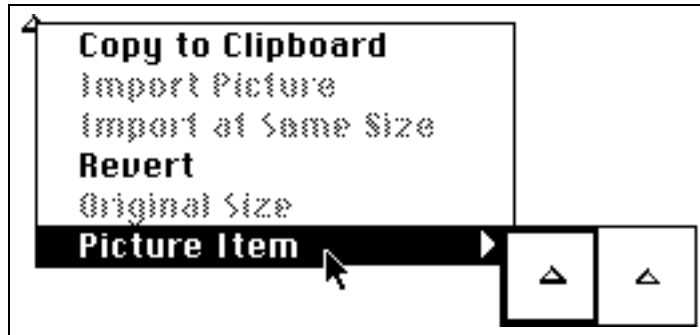 Copy to Clipboard
Import Picture
Import at Same Size
Revert
Original Size
Picture Item